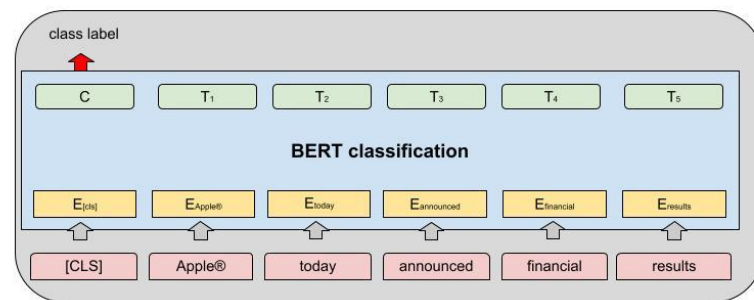 class label
C T₁ T₂ T₃ T₄ T₅
BERT classification
E[cls] EApple® Etoday Eannounced Efinancial Eresults
[CLS] Apple® today announced financial results